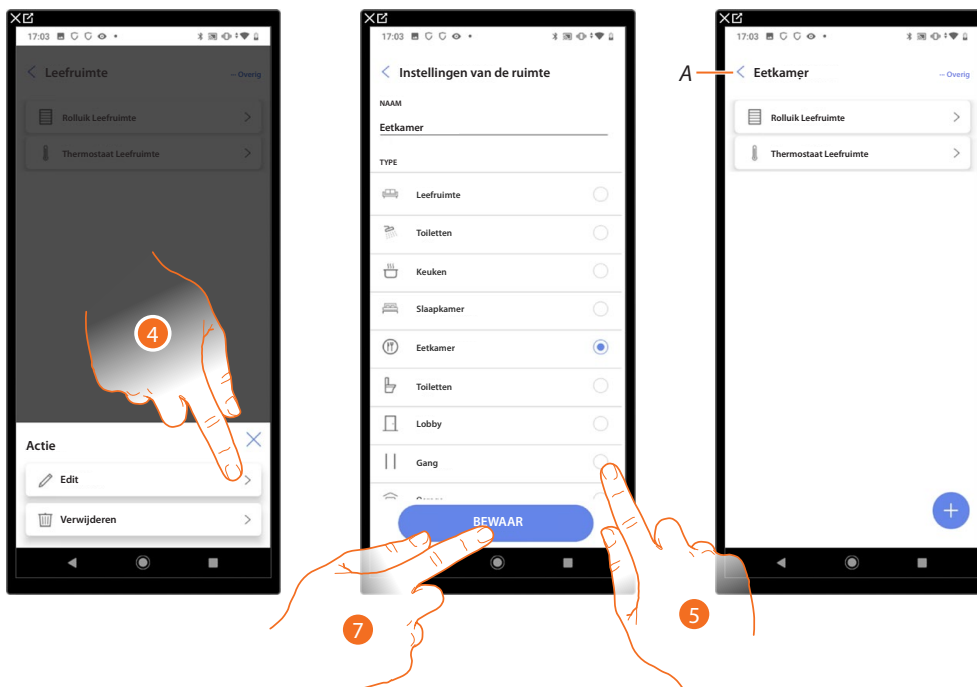 17:03
Leefruimte
-- Overig
Rolluik Leefruimte
Thermostaat Leefruimte
4
Actie
Edit
Verwijderen
17:03
Instellingen van de ruimte
NAAM
Eetkamer
TYPE
Leefruimte
Toiletten
Keuken
Slaapkamer
Eetkamer
Toiletten
Lobby
Gang
BEWAAR
7
5
17:03
A
Eetkamer
-- Overig
Rolluik Leefruimte
Thermostaat Leefruimte